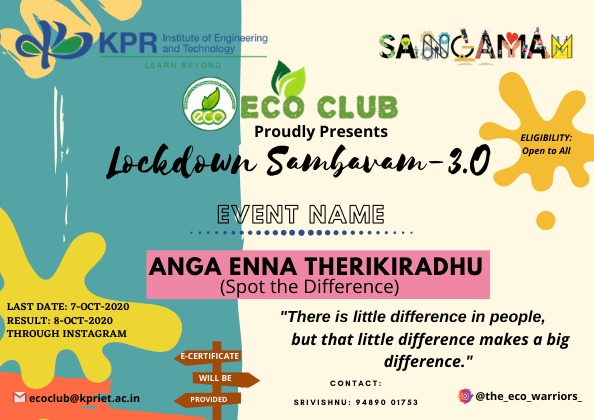 KPR Institute of Engineering
and Technology
LEARN BEYOND
SANGAMAM
eco
ECO CLUB
Proudly Presents
Lockdown Sambavam-3.0
ELIGIBILITY:
Open to All
EVENT NAME
ANGA ENNA THERIKIRADHU
(Spot the Difference)
LAST DATE: 7-OCT-2020
RESULT: 8-OCT-2020
THROUGH INSTAGRAM
"There is little difference in people,
but that little difference makes a big
difference."
E-CERTIFICATE
WILL BE
PROVIDED
CONTACT:
SRIVISHNU: 94890 01753
ecoclub@kpriet.ac.in
@the_eco_warriors_